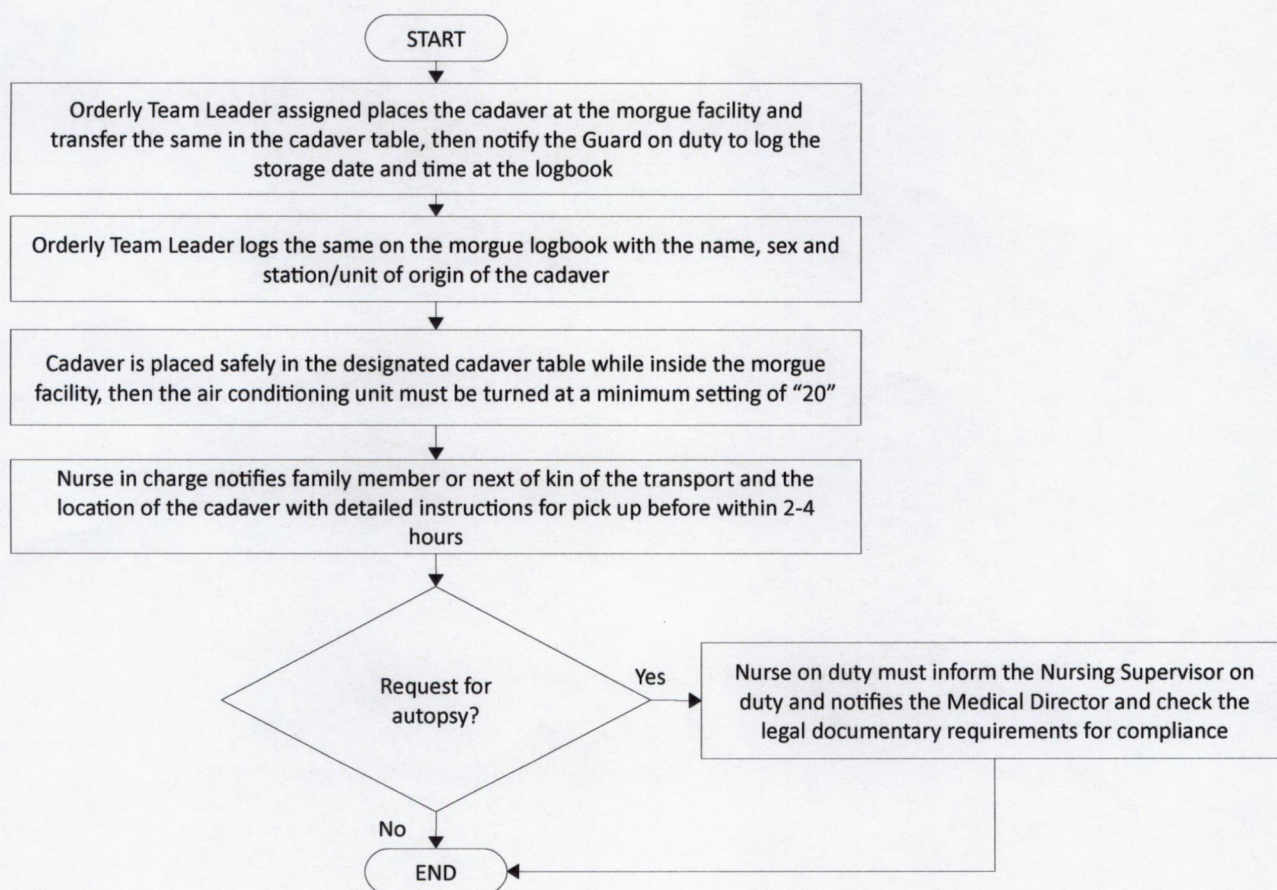 START
Orderly Team Leader assigned places the cadaver at the morgue facility and
transfer the same in the cadaver table, then notify the Guard on duty to log the
storage date and time at the logbook
Orderly Team Leader logs the same on the morgue logbook with the name, sex and
station/unit of origin of the cadaver
Cadaver is placed safely in the designated cadaver table while inside the morgue
facility, then the air conditioning unit must be turned at a minimum setting of “20”
Nurse in charge notifies family member or next of kin of the transport and the
location of the cadaver with detailed instructions for pick up before within 2-4
hours
Request for
autopsy?
Yes
Nurse on duty must inform the Nursing Supervisor on
duty and notifies the Medical Director and check the
legal documentary requirements for compliance
No
END